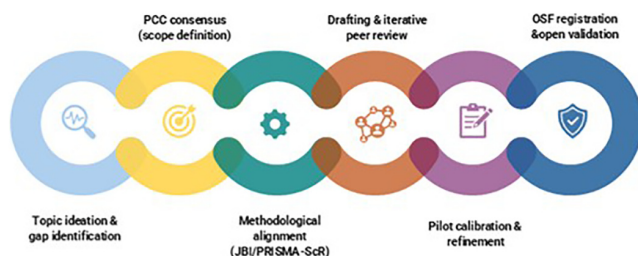 PCC consensus
(scope definition)
Drafting & iterative
peer review
OSF registration
&open validation
Topic ideation &
gap identification
Methodological
alignment
(JBI/PRISMA-ScR)
Pilot calibration &
refinement